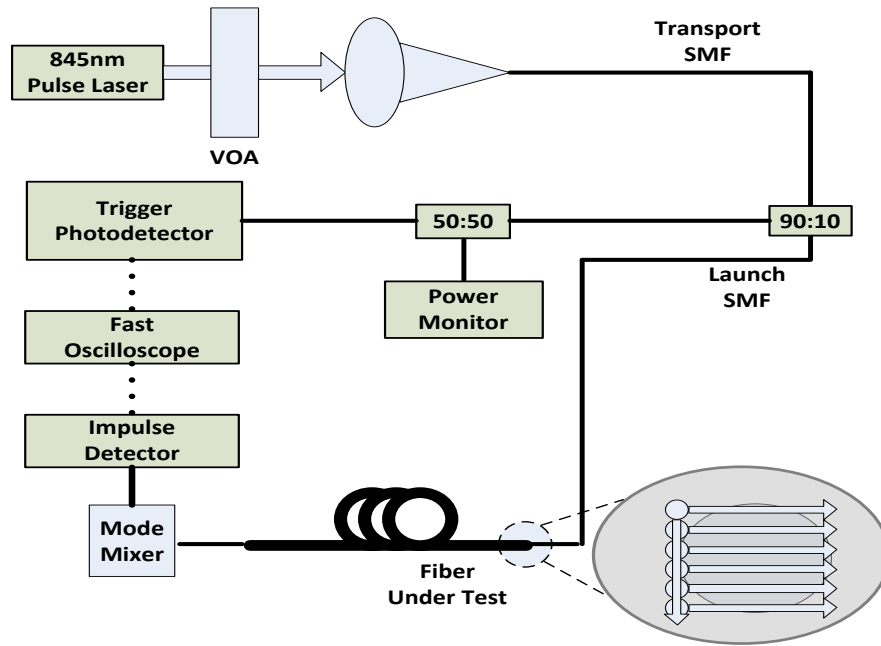 845nm
Pulse Laser
VOA
Transport
SMF
Trigger
Photodetector
50:50
90:10
Power
Monitor
Launch
SMF
Fast
Oscilloscope
Impulse
Detector
Mode
Mixer
Fiber
Under Test